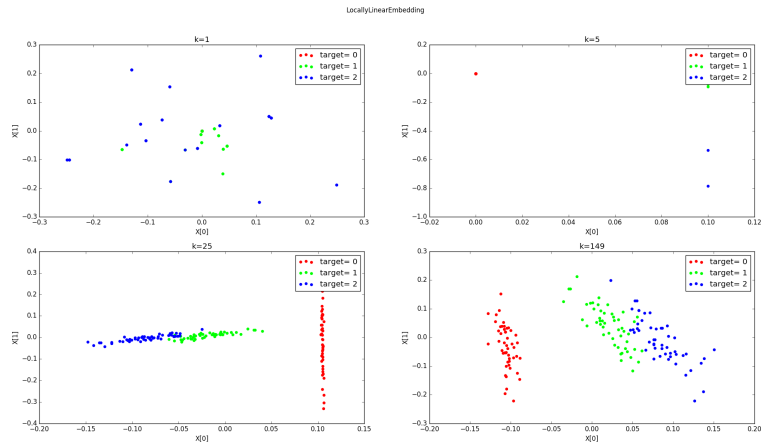 LocallyLinearEmbedding
k=1
0.3
0.2
0.1
0.0
−0.1
−0.2
−0.3
X[1]
−0.3
−0.2
−0.1
0.0
0.1
0.2
0.3
X[0]
target= 0
target= 1
target= 2
k=5
0.2
0.0
−0.2
−0.4
−0.6
−0.8
−1.0
X[1]
−0.02
0.00
0.02
0.04
0.06
0.08
0.10
0.12
X[0]
target= 0
target= 1
target= 2
k=25
0.4
0.3
0.2
0.1
0.0
−0.1
−0.2
−0.3
−0.4
X[1]
−0.20
−0.15
−0.10
−0.05
0.00
0.05
0.10
0.15
X[0]
target= 0
target= 1
target= 2
k=149
0.3
0.2
0.1
0.0
−0.1
−0.2
−0.3
X[1]
−0.20
−0.15
−0.10
−0.05
0.00
0.05
0.10
0.15
0.20
X[0]
target= 0
target= 1
target= 2